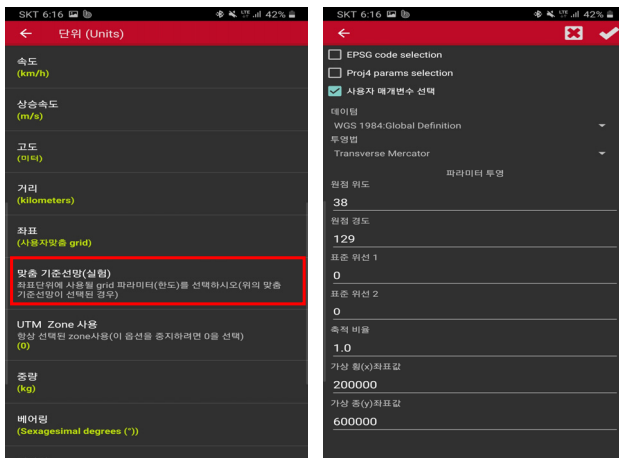 SKT 6:16
42%
단위 (Units)
속도
(km/h)
상승속도
(m/s)
고도
(미터)
거리
(kilometers)
좌표
(사용자맞춤 grid)
맞춤 기준선망(실험)
좌표단위에 사용될 grid 파라미터(한도)를 선택하시오(위의 맞춤
기준선망이 선택된 경우)
UTM Zone 사용
항상 선택된 zone사용(이 옵션을 중지하려면 0을 선택)
(0)
중량
(kg)
베어링
(Sexagesimal degrees (°))
SKT 6:16
42%
EPSG code selection
Proj4 params selection
사용자 매개변수 선택
데이텀
WGS 1984:Global Definition
투영법
Transverse Mercator
파라미터 투영
원점 위도
38
원점 경도
129
표준 위선 1
0
표준 위선 2
0
축적 비율
1.0
가상 횡(x)좌표값
200000
가상 종(y)좌표값
600000